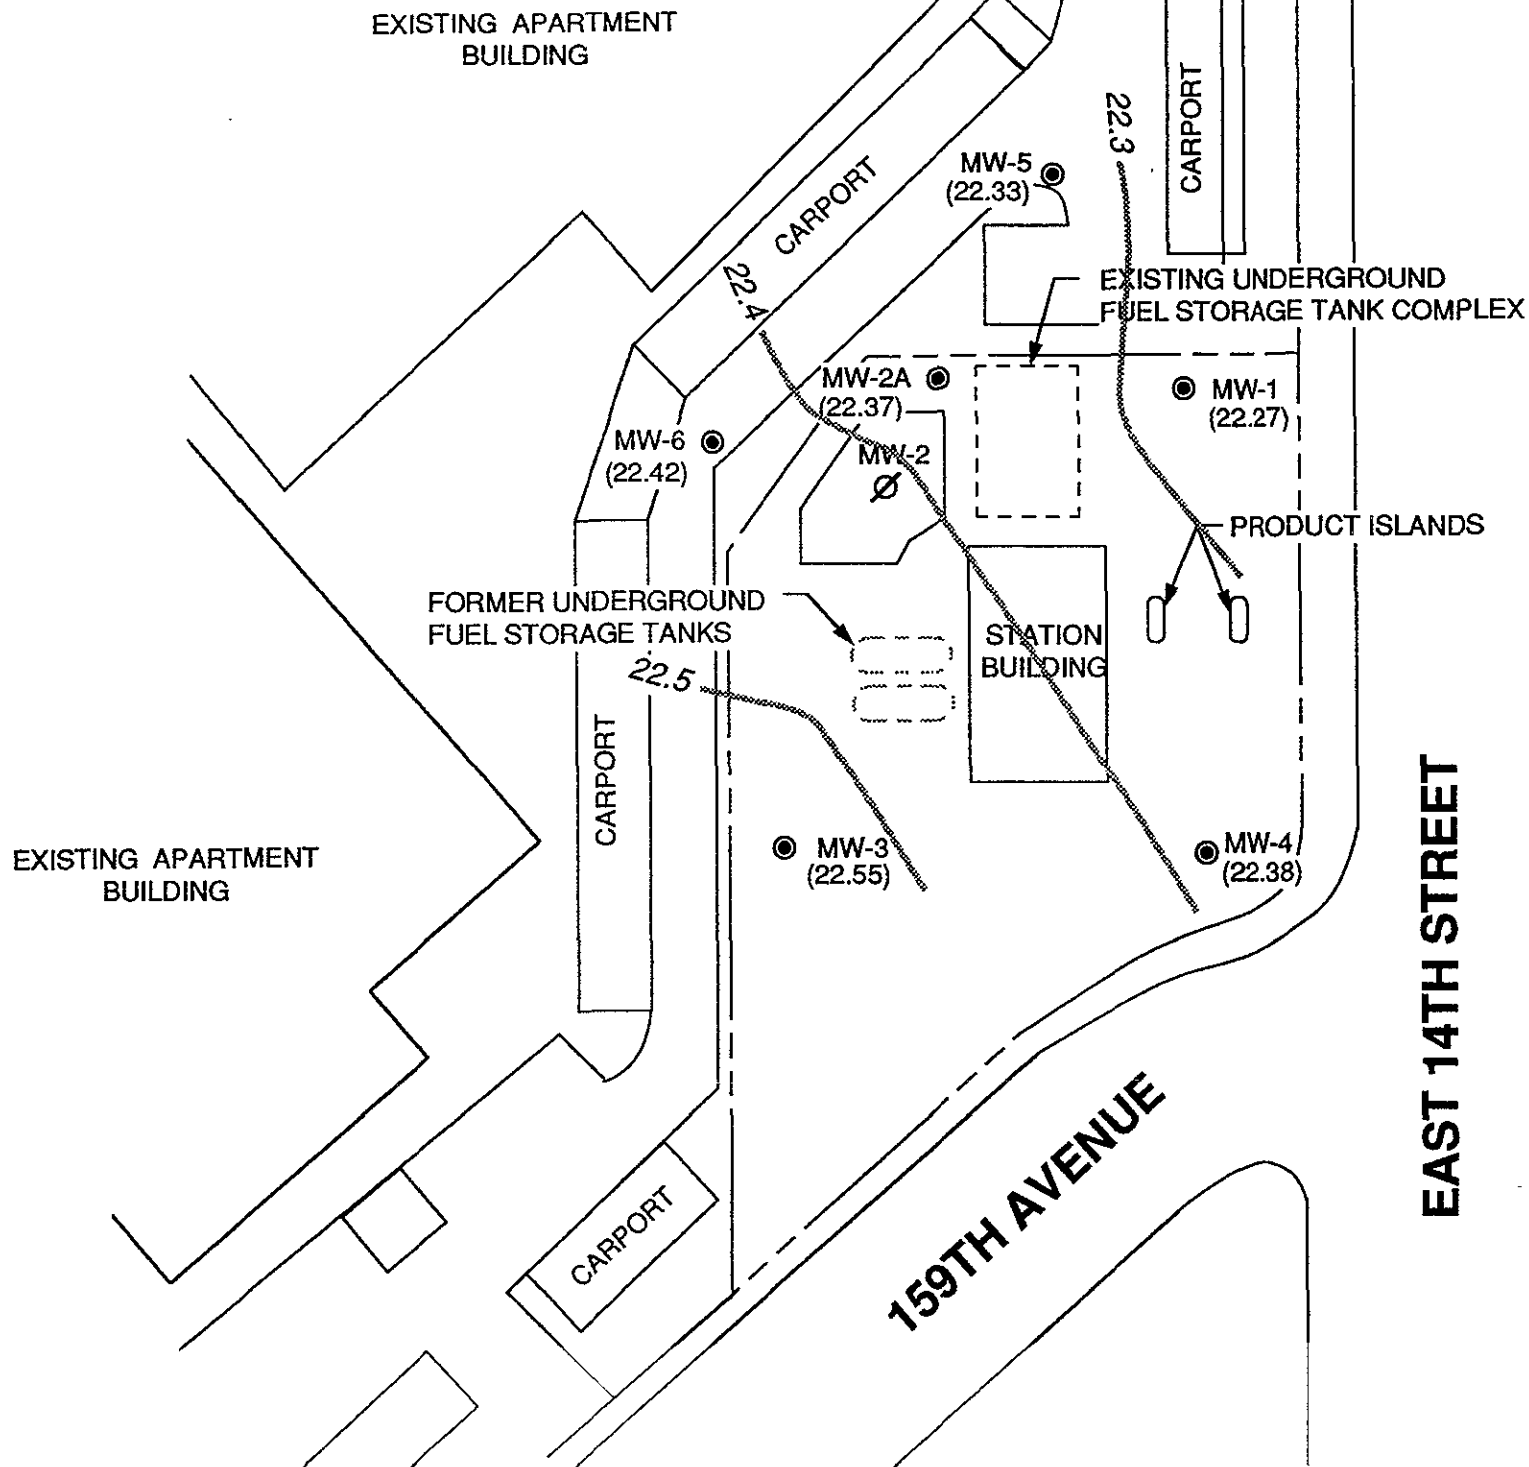 EXISTING APARTMENT
BUILDING
22.3
CARPORT
MW-5
(22.33)
CARPORT
22.4
EXISTING UNDERGROUND
FUEL STORAGE TANK COMPLEX
MW-2A
(22.37)
MW-1
(22.27)
MW-6
(22.42)
MW-2
PRODUCT ISLANDS
FORMER UNDERGROUND
FUEL STORAGE TANKS
STATION
BUILDING
22.5
CARPORT
MW-3
(22.55)
MW-4
(22.38)
EXISTING APARTMENT
BUILDING
EAST 14TH STREET
159TH AVENUE
CARPORT